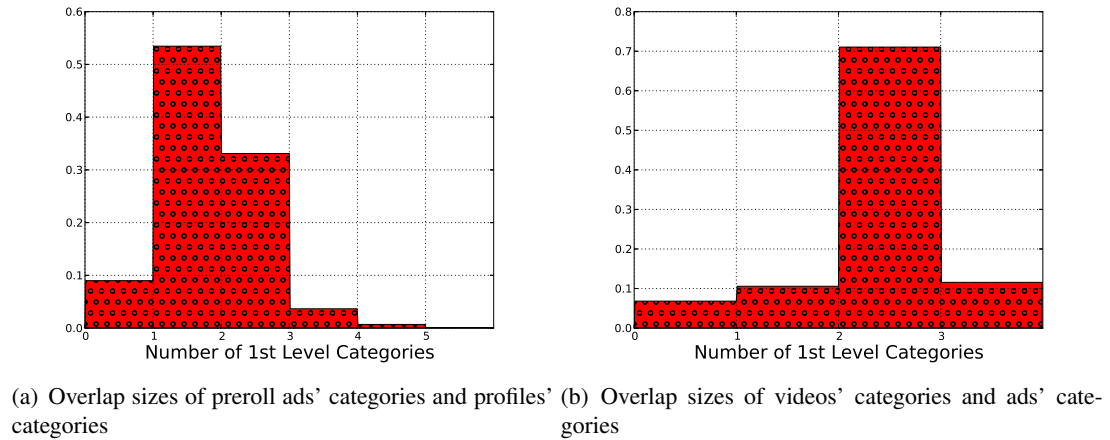 0.6
0.5
0.4
0.3
0.2
0.1
0.0
0 1 2 3 4 5
Number of 1st Level Categories
0.8
0.7
0.6
0.5
0.4
0.3
0.2
0.1
0.0
0 1 2 3
Number of 1st Level Categories
(a) Overlap sizes of preroll ads’ categories and profiles’
categories
(b) Overlap sizes of videos’ categories and ads’ cate-
gories